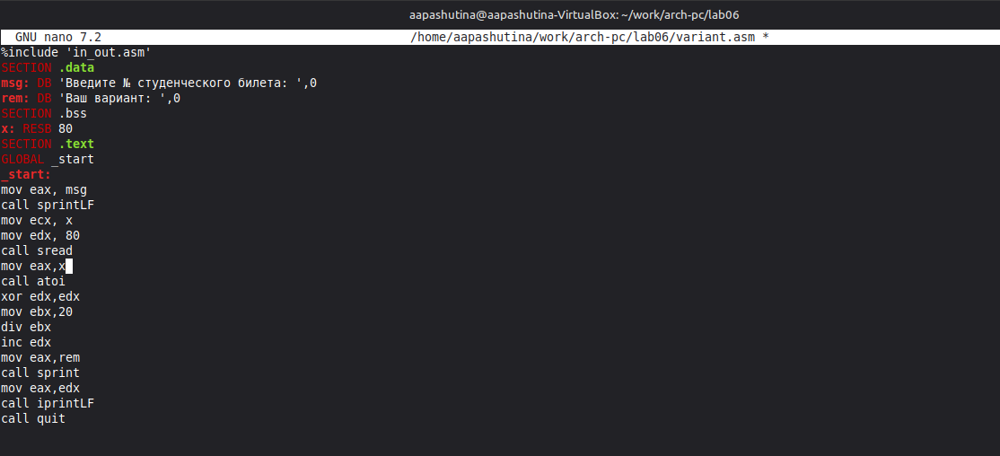 aapashutina@aapashutina-VirtualBox: ~/work/arch-pc/lab06
GNU nano 7.2 /home/aapashutina/work/arch-pc/lab06/variant.asm *
%include 'in_out.asm'
SECTION .data
msg: DB 'Введите № студенческого билета: ',0
rem: DB 'Ваш вариант: ',0
SECTION .bss
x: RESB 80
SECTION .text
GLOBAL _start
_start:
mov eax, msg
call sprintLF
mov ecx, x
mov edx, 80
call sread
mov eax,x
call atoi
xor edx,edx
mov ebx,20
div ebx
inc edx
mov eax,rem
call sprint
mov eax,edx
call iprintLF
call quit